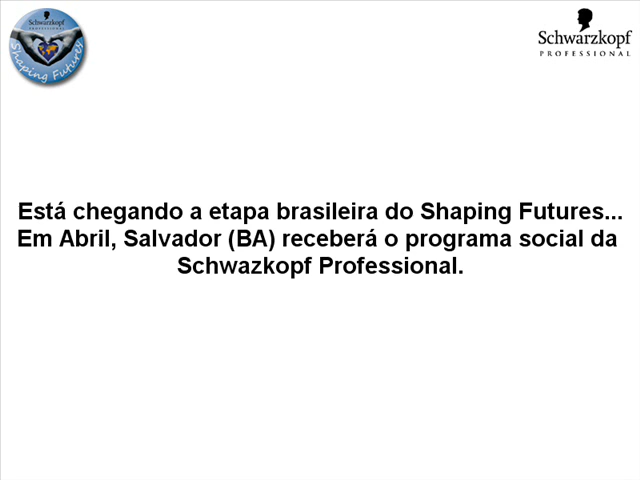 Schwarzkopf
Shaping Futures
Schwarzkopf
PROFESSIONAL
Está chegando a etapa brasileira do Shaping Futures...
Em Abril, Salvador (BA) receberá o programa social da
Schwazkopf Professional.